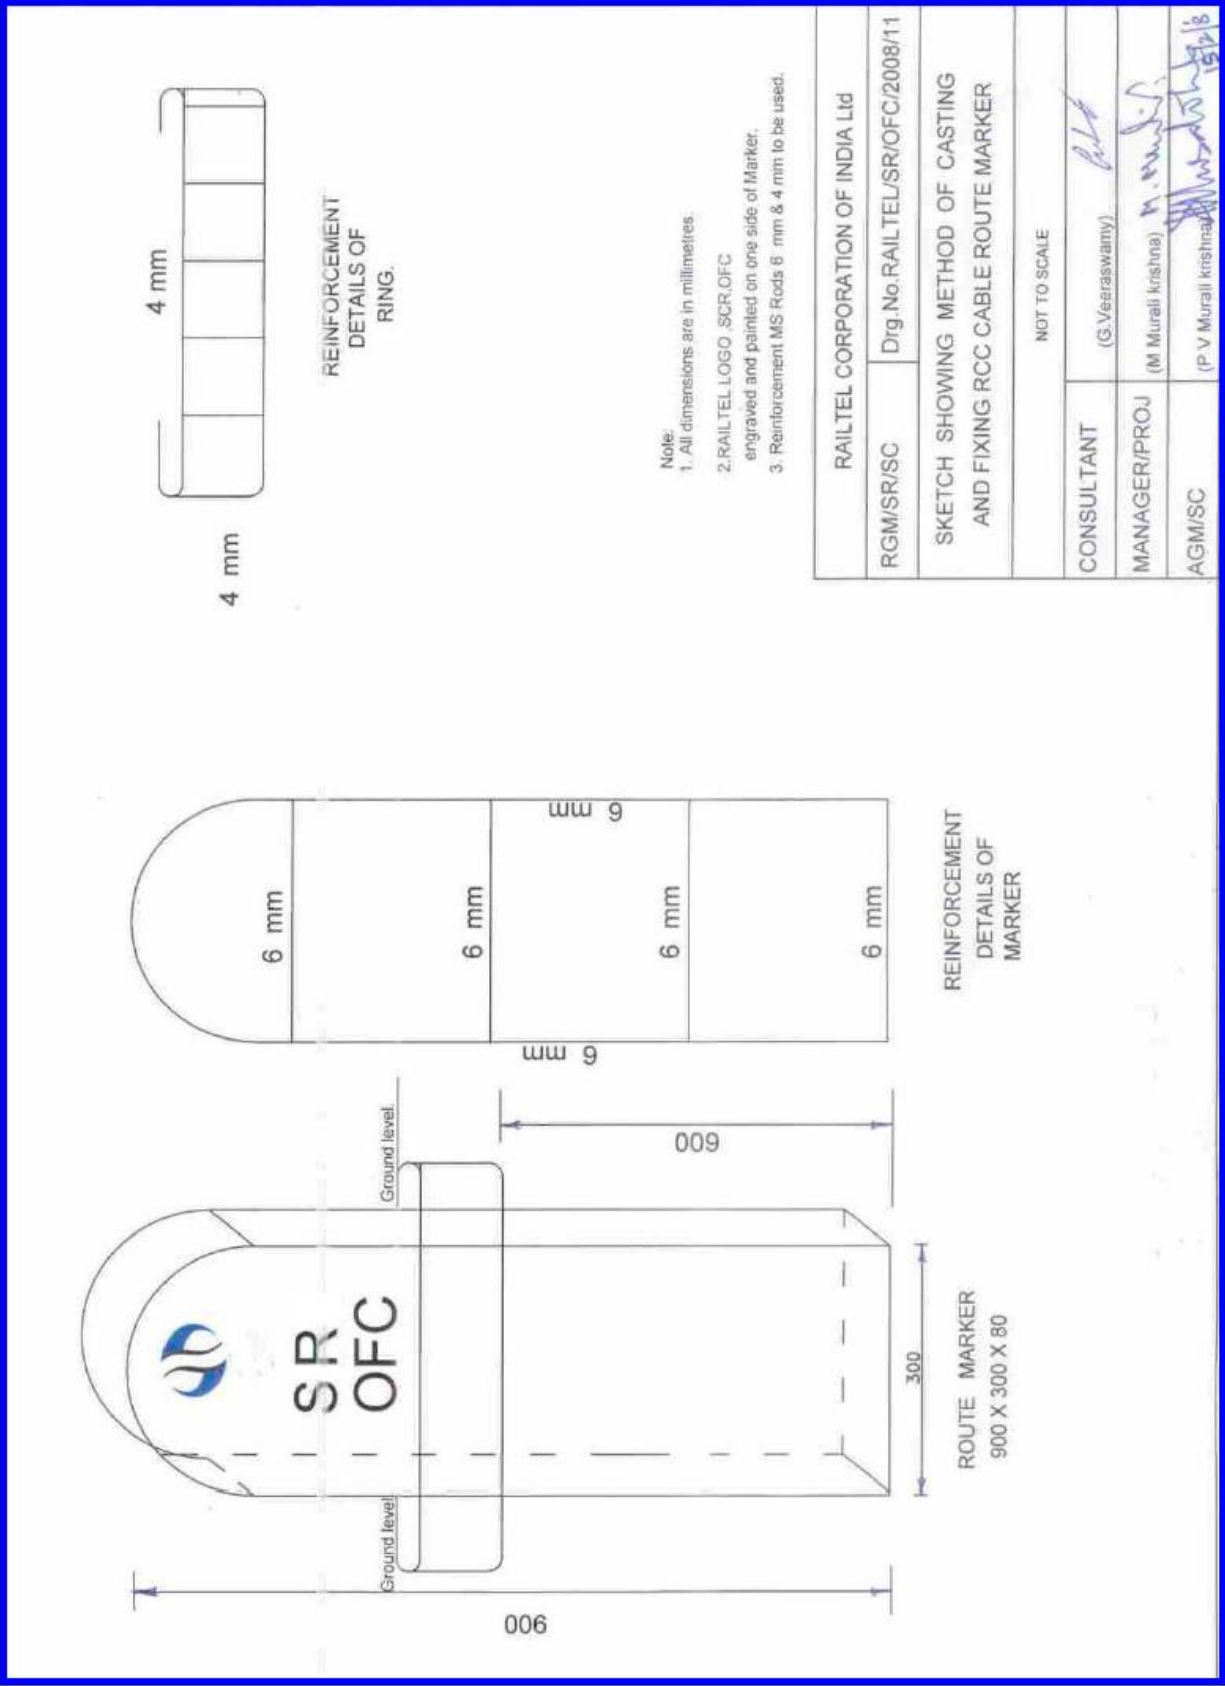 4 mm
4 mm
REINFORCEMENT
DETAILS OF
RING.
Note:
1. All dimensions are in millimetres.
2.RAILTEL LOGO ,SCR,OFC
engraved and painted on one side of Marker.
3. Reinforcement MS Rods 6 mm & 4 mm to be used.
RAILTEL CORPORATION OF INDIA Ltd
RGM/SR/SC Drg.No.RAILTEL/SR/OFC/2008/11
SKETCH SHOWING METHOD OF CASTING
AND FIXING RCC CABLE ROUTE MARKER
NOT TO SCALE
CONSULTANT (G.Veeraswamy)
MANAGER/PROJ (M Murali krishna)
AGM/SC (P V Murali krishna)
15/2/8
6 mm
6 mm
6 mm
6 mm
6 mm
6 mm
REINFORCEMENT
DETAILS OF
MARKER
S R
OFC
Ground level.
Ground level
600
900
300
ROUTE MARKER
900 X 300 X 80